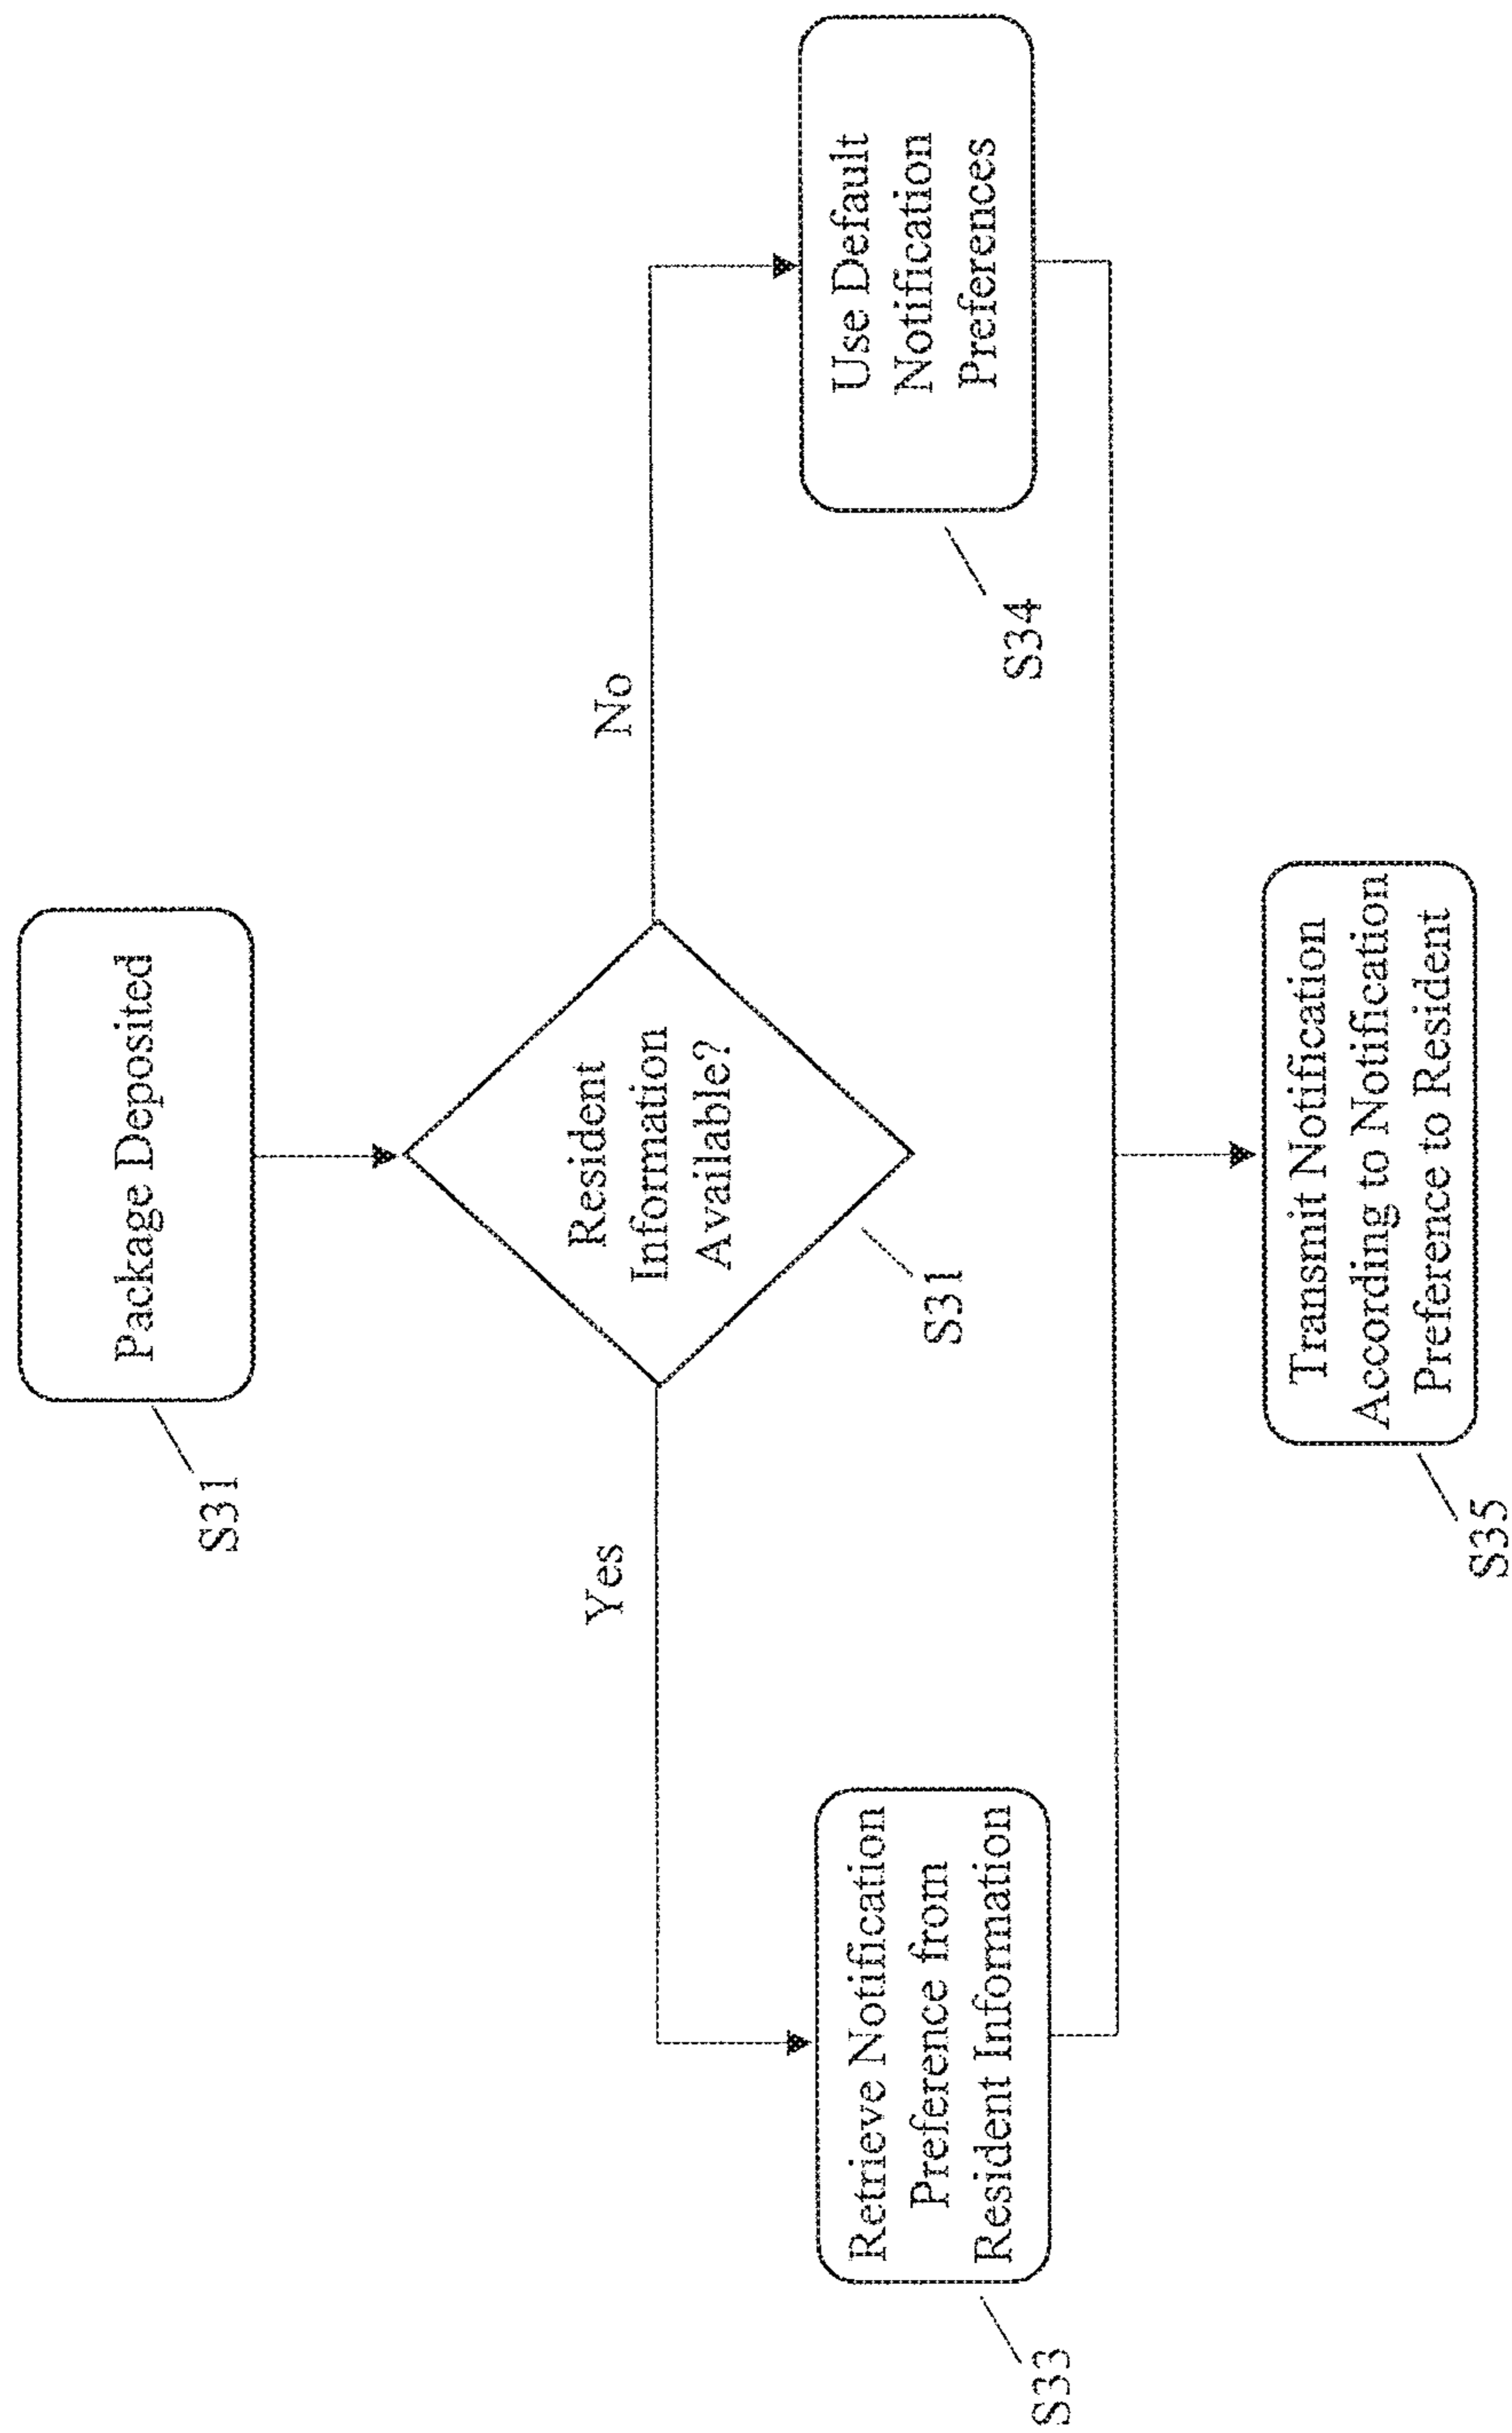 Package Deposited
S31
Resident
Information
Available?
S31
Yes
No
Retrieve Notification
Preference from
Resident Information
S33
Use Default
Notification
Preferences
S34
Transmit Notification
According to Notification
Preference to Resident
S35